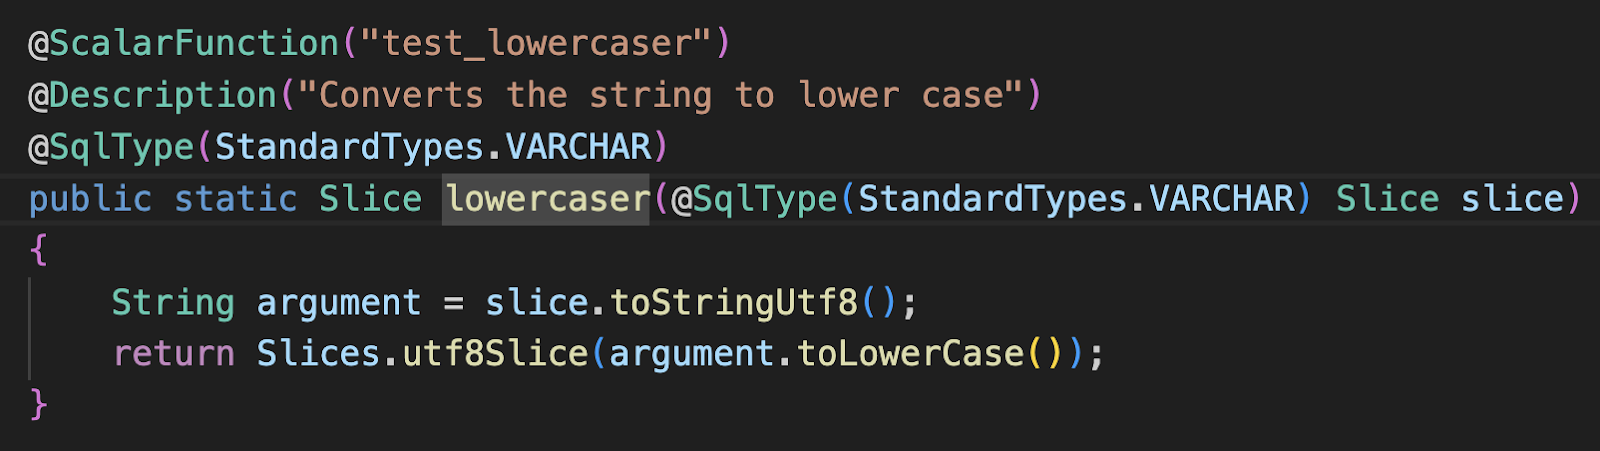 @ScalarFunction("test_lowercaser")
@Description("Converts the string to lower case")
@SqlType(StandardTypes.VARCHAR)
public static Slice lowercaser(@SqlType(StandardTypes.VARCHAR) Slice slice)
{
    String argument = slice.toStringUtf8();
    return Slices.utf8Slice(argument.toLowerCase());
}